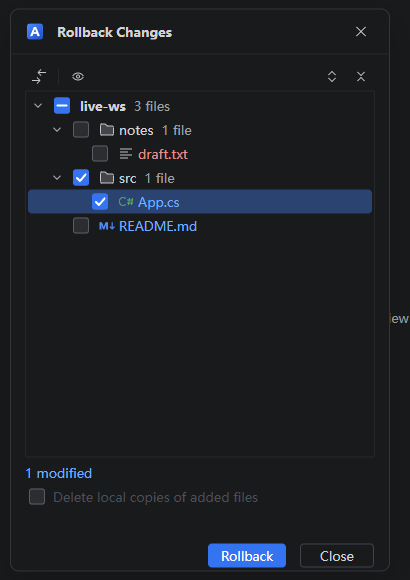 Rollback Changes
live-ws 3 files
notes 1 file
draft.txt
src 1 file
C# App.cs
M↓ README.md
iew
1 modified
Delete local copies of added files
Rollback
Close